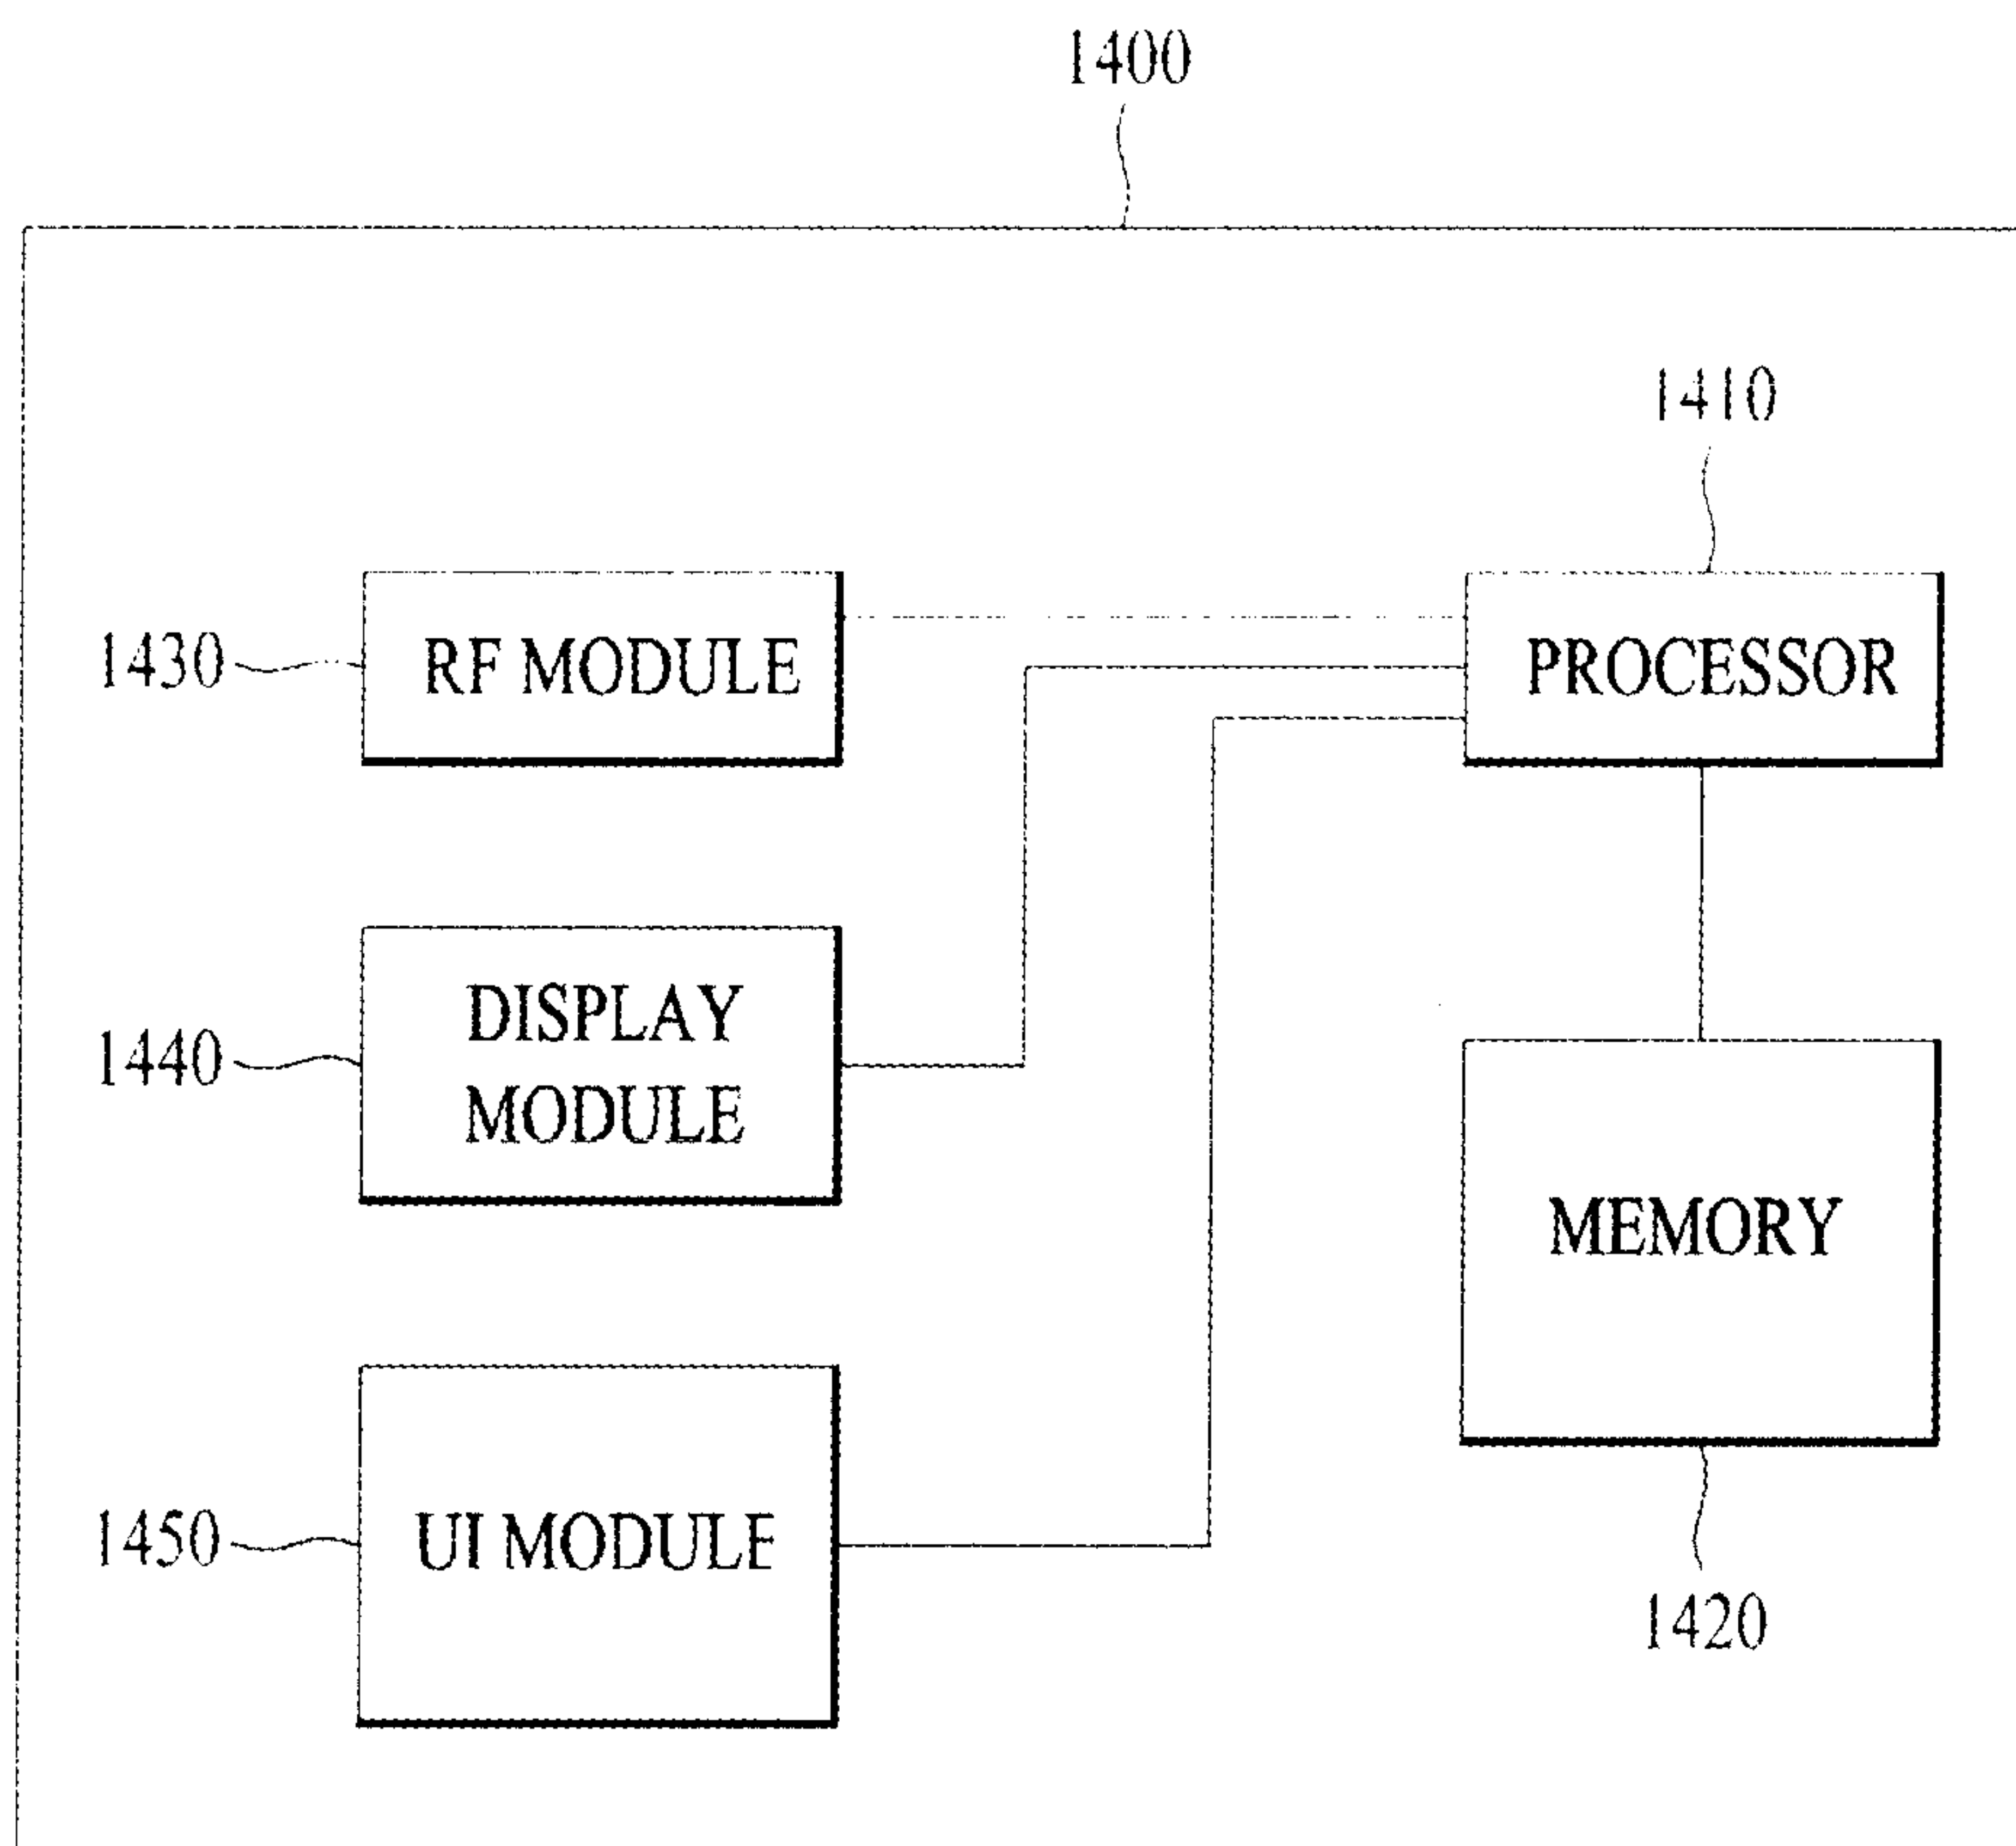 1400
1410
1430
RF MODULE
PROCESSOR
1440
DISPLAY
MODULE
MEMORY
1450
UI MODULE
1420